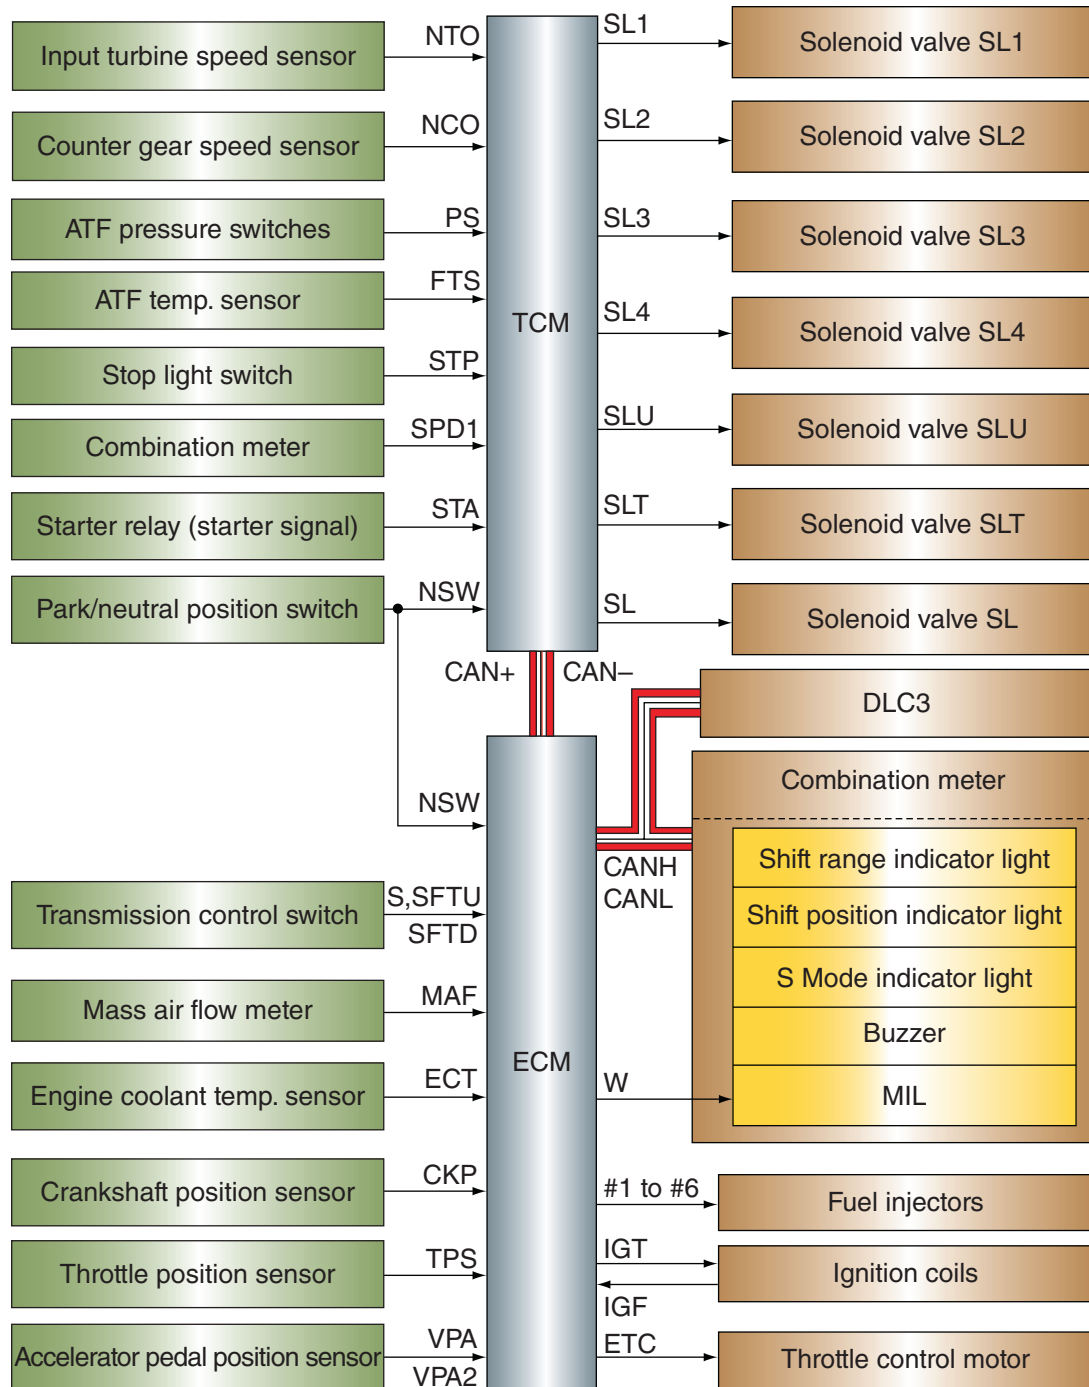 Input turbine speed sensor
NTO
SL1
Solenoid valve SL1
Counter gear speed sensor
NCO
SL2
Solenoid valve SL2
ATF pressure switches
PS
SL3
Solenoid valve SL3
ATF temp. sensor
FTS
TCM
SL4
Solenoid valve SL4
Stop light switch
STP
Combination meter
SPD1
SLU
Solenoid valve SLU
Starter relay (starter signal)
STA
SLT
Solenoid valve SLT
Park/neutral position switch
NSW
SL
Solenoid valve SL
CAN+
CAN–
DLC3
Combination meter
NSW
CANH
CANL
Shift range indicator light
Shift position indicator light
S Mode indicator light
Buzzer
MIL
Transmission control switch
S,SFTU
SFTD
Mass air flow meter
MAF
ECM
Engine coolant temp. sensor
ECT
W
Crankshaft position sensor
CKP
#1 to #6
Fuel injectors
Throttle position sensor
TPS
IGT
IGF
Ignition coils
Accelerator pedal position sensor
VPA
VPA2
ETC
Throttle control motor